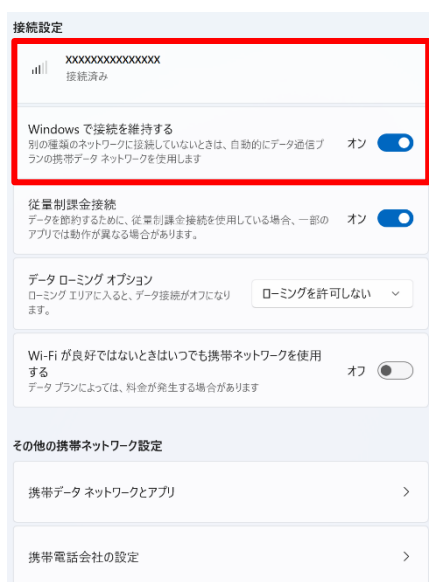 接続設定
XXXXXXXXXXXXXXX
接続済み
Windows で接続を維持する
別の種類のネットワークに接続していないときは、自動的にデータ通信プ
ランの携帯データ ネットワークを使用します
オン
従量制課金接続
データを節約するために、従量制課金接続を使用している場合、一部の
アプリでは動作が異なる場合があります。
オン
データ ローミング オプション
ローミング エリアに入ると、データ接続がオフになり
ます。
ローミングを許可しない
Wi-Fi が良好ではないときはいつでも携帯ネットワークを使用
する
データ プランによっては、料金が発生する場合があります
オフ
その他の携帯ネットワーク設定
携帯データ ネットワークとアプリ
携帯電話会社の設定